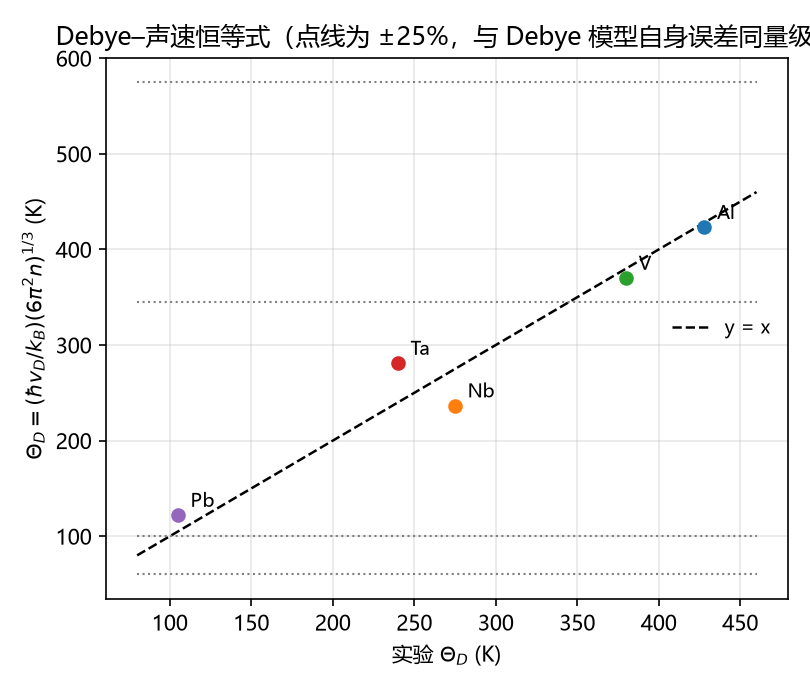 Debye–声速恒等式（点线为 ±25%，与 Debye 模型自身误差同量级
600
500
400
300
200
100
Θ_D = (ħv_D/k_B)(6π²n)^{1/3} (K)
Al
V
y = x
Ta
Nb
Pb
100 150 200 250 300 350 400 450
实验 Θ_D (K)